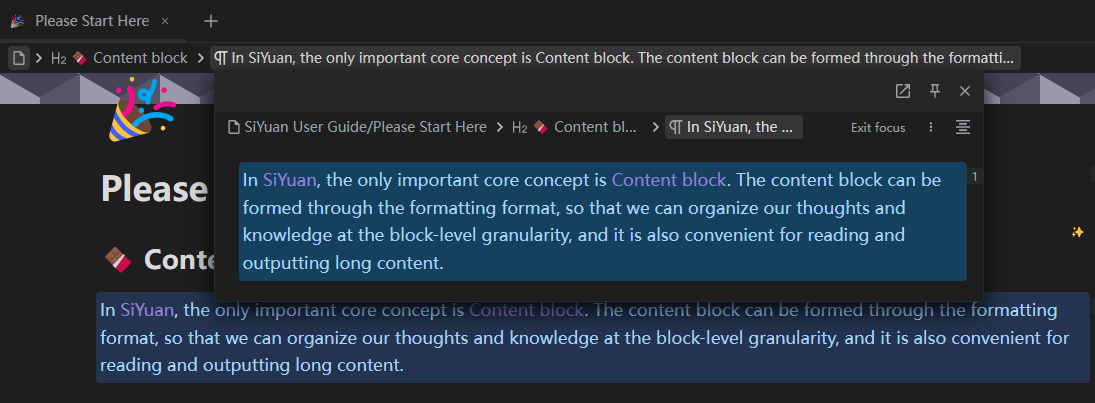 Please Start Here
H2 Content block In SiYuan, the only important core concept is Content block. The content block can be formed through the formatti...
SiYuan User Guide/Please Start Here H2 Content bl... In SiYuan, the ... Exit focus
In SiYuan, the only important core concept is Content block. The content block can be
formed through the formatting format, so that we can organize our thoughts and
knowledge at the block-level granularity, and it is also convenient for reading and
outputting long content.
1
Please
Conte
In SiYuan, the only important core concept is Content block. The content block can be formed through the formatting
format, so that we can organize our thoughts and knowledge at the block-level granularity, and it is also convenient for
reading and outputting long content.